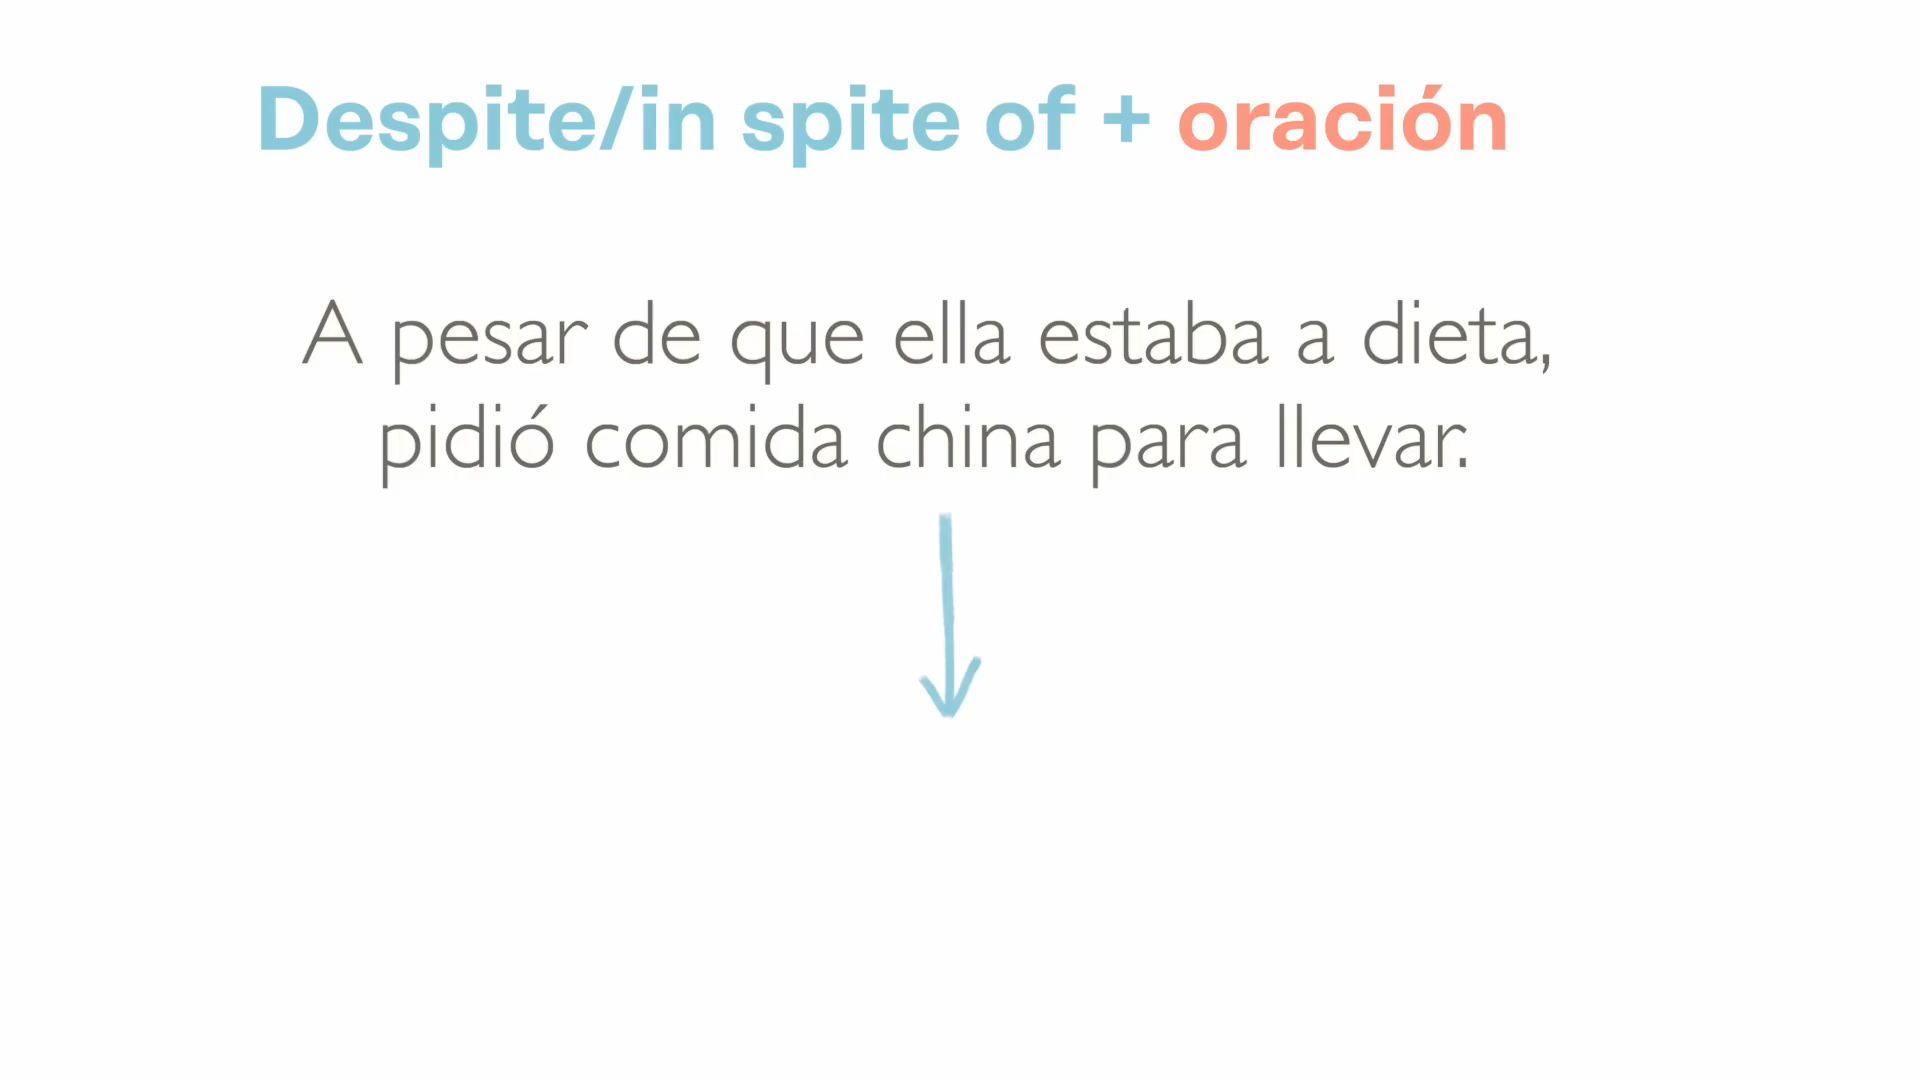 Despite/in spite of + oración
A pesar de que ella estaba a dieta,
pidió comida china para llevar.